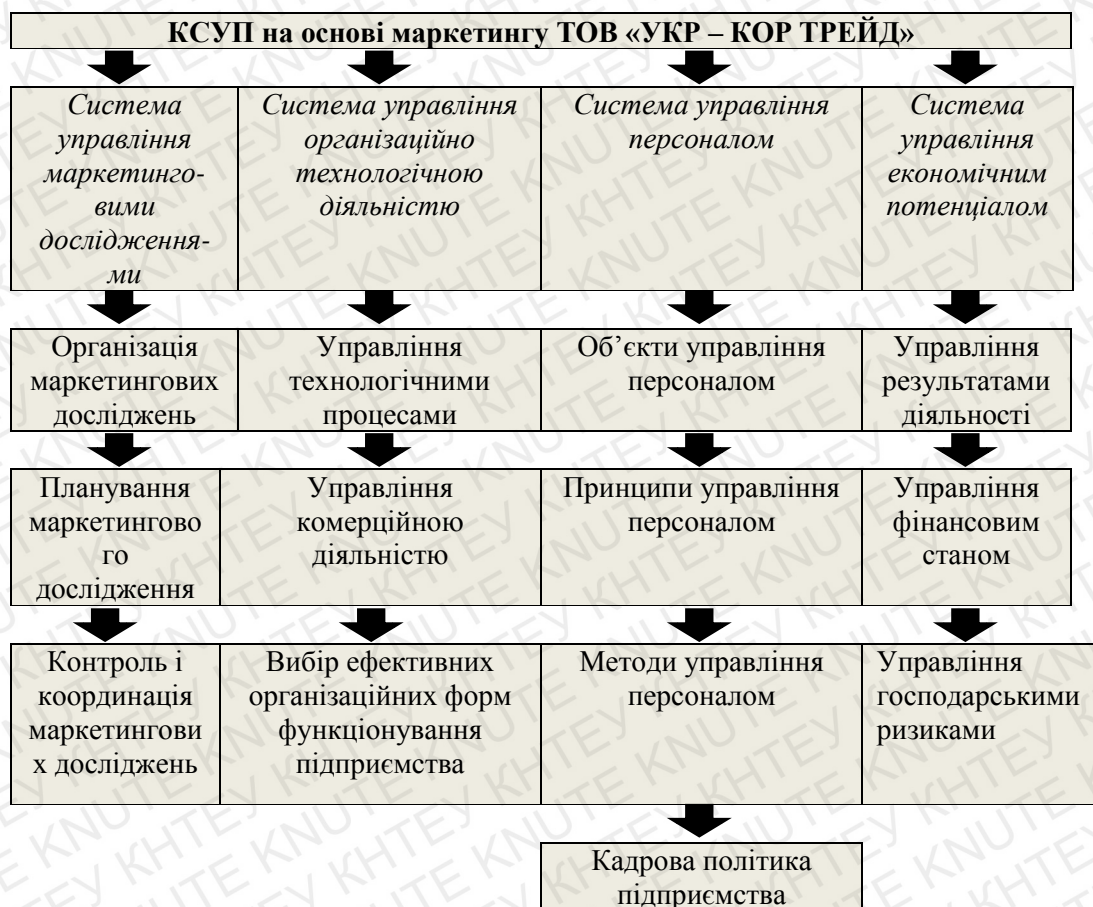 КСУП на основі маркетингу ТОВ «УКР – КОР ТРЕЙД»
Система
управління
маркетинго-
вими
дослідження-
ми
Система управління
організаційно
технологічною
діяльністю
Система управління
персоналом
Система
управління
економічним
потенціалом
Організація
маркетингових
досліджень
Управління
технологічними
процесами
Об’єкти управління
персоналом
Управління
результатами
діяльності
Планування
маркетингово
го
дослідження
Управління
комерційною
діяльністю
Принципи управління
персоналом
Управління
фінансовим
станом
Контроль і
координація
маркетингови
х досліджень
Вибір ефективних
організаційних форм
функціонування
підприємства
Методи управління
персоналом
Управління
господарськими
ризиками
Кадрова політика
підприємства